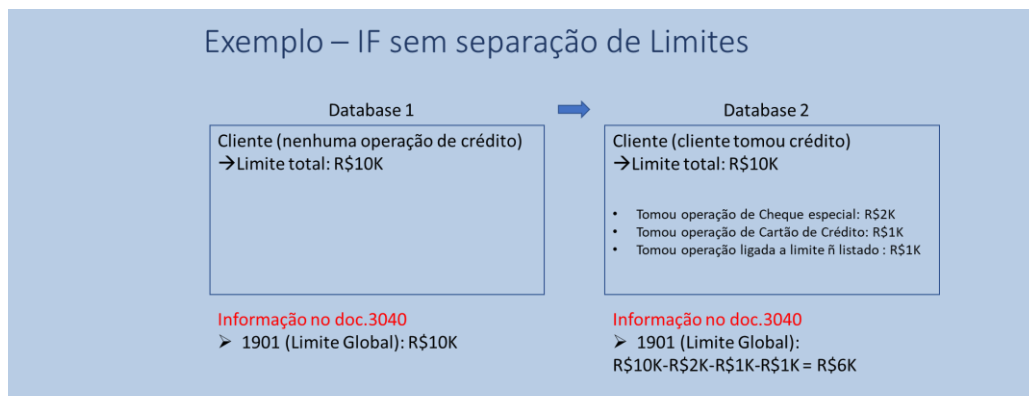 Exemplo – IF sem separação de Limites
Database 1
Cliente (nenhuma operação de crédito)
→Limite total: R$10K
Informação no doc.3040
➢ 1901 (Limite Global): R$10K
Database 2
Cliente (cliente tomou crédito)
→Limite total: R$10K
• Tomou operação de Cheque especial: R$2K
• Tomou operação de Cartão de Crédito: R$1K
• Tomou operação ligada a limite ñ listado : R$1K
Informação no doc.3040
➢ 1901 (Limite Global):
R$10K-R$2K-R$1K-R$1K = R$6K